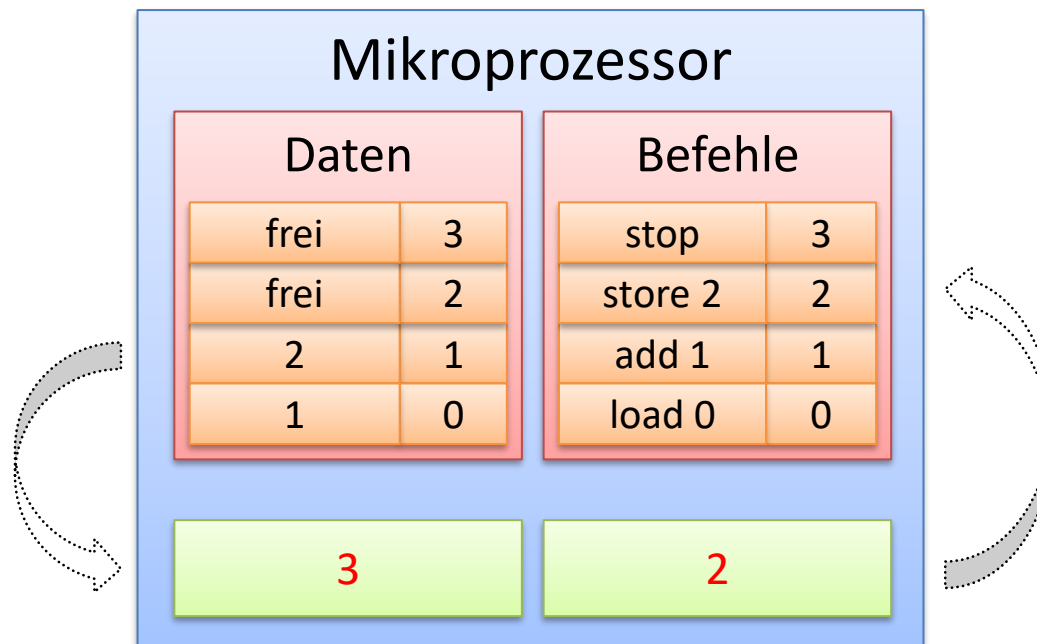 Mikroprozessor
Daten
frei 3
frei 2
2 1
1 0
Befehle
stop 3
store 2 2
add 1 1
load 0 0
3
2